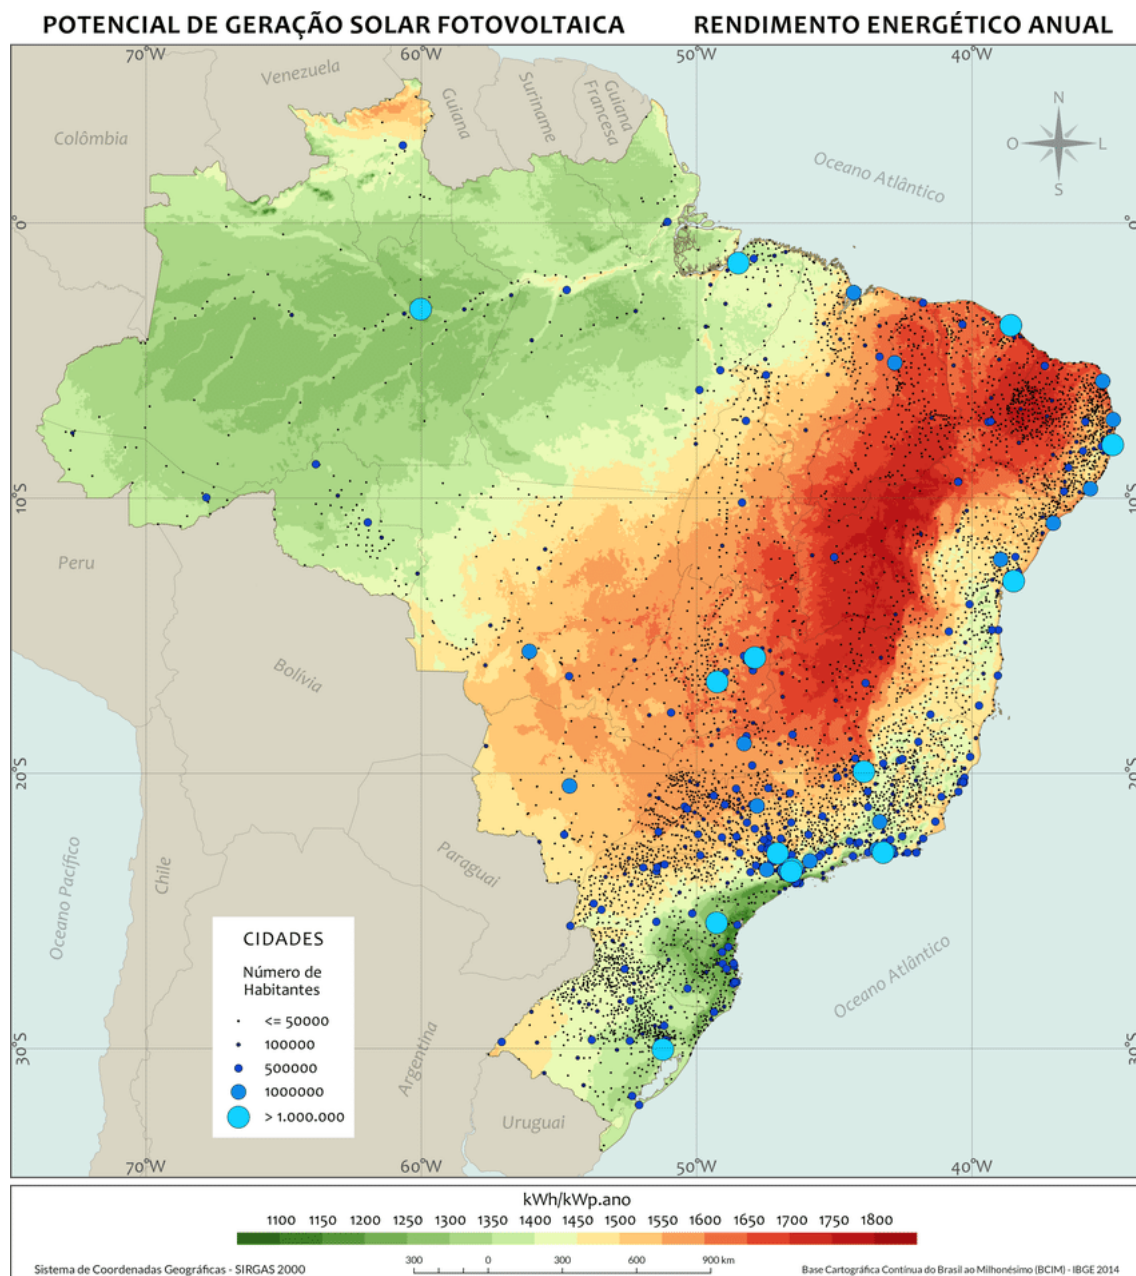 POTENCIAL DE GERAÇÃO SOLAR FOTOVOLTAICA
RENDIMENTO ENERGÉTICO ANUAL
70°W 60°W 50°W 40°W
Venezuela
Guiana
Suriname
Guiana
Francesa
Colômbia
N
O L
S
Oceano Atlântico
0° 0°
10°S 10°S
Peru
Bolívia
20°S 20°S
Paraguai
Chile
Oceano Pacífico
Oceano Atlântico
Argentina
30°S 30°S
Uruguai
CIDADES
Número de
Habitantes
<= 50000
100000
500000
1000000
> 1.000.000
70°W 60°W 50°W 40°W
kWh/kWp.ano
1100 1150 1200 1250 1300 1350 1400 1450 1500 1550 1600 1650 1700 1750 1800
300 0 300 600 900 km
Sistema de Coordenadas Geográficas - SIRGAS 2000
Base Cartográfica Contínua do Brasil ao Milhonésimo (BCIM) - IBGE 2014